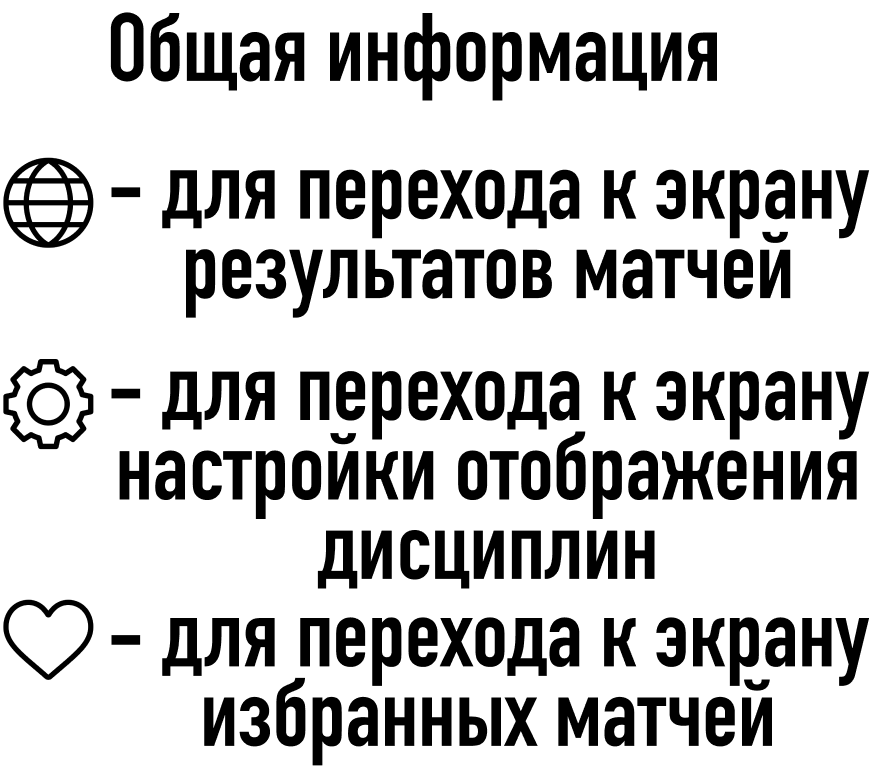 Общая информация
– для перехода к экрану
результатов матчей
– для перехода к экрану
настройки отображения
дисциплин
– для перехода к экрану
избранных матчей